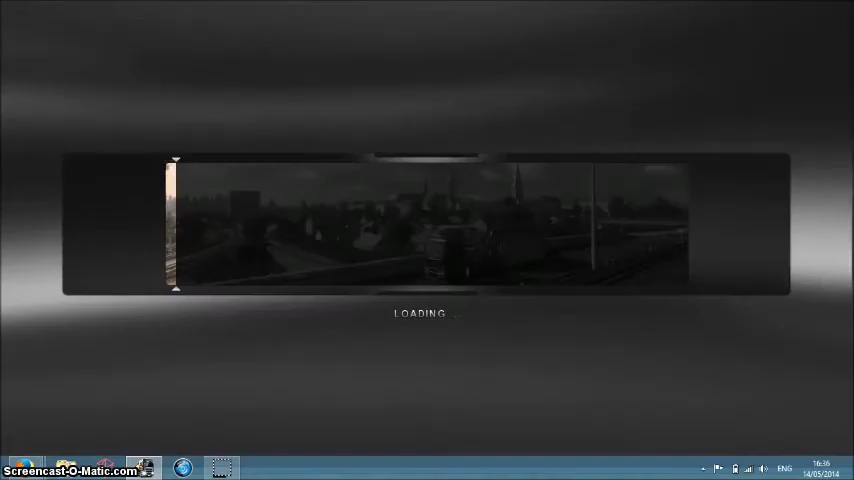 LOADING ...
Screencast-O-Matic.com
ENG
16:36
14/05/2014